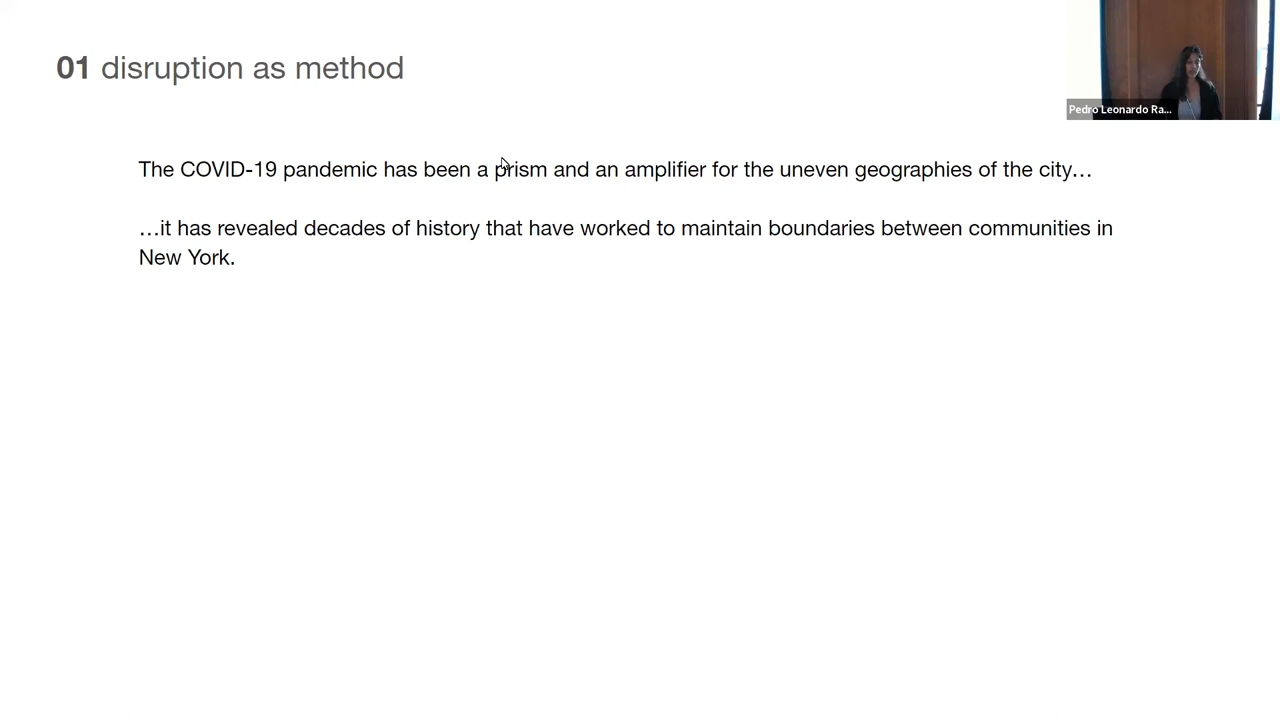 01 disruption as method
Pedro Leonardo Ra...
The COVID-19 pandemic has been a prism and an amplifier for the uneven geographies of the city…
…it has revealed decades of history that have worked to maintain boundaries between communities in
New York.